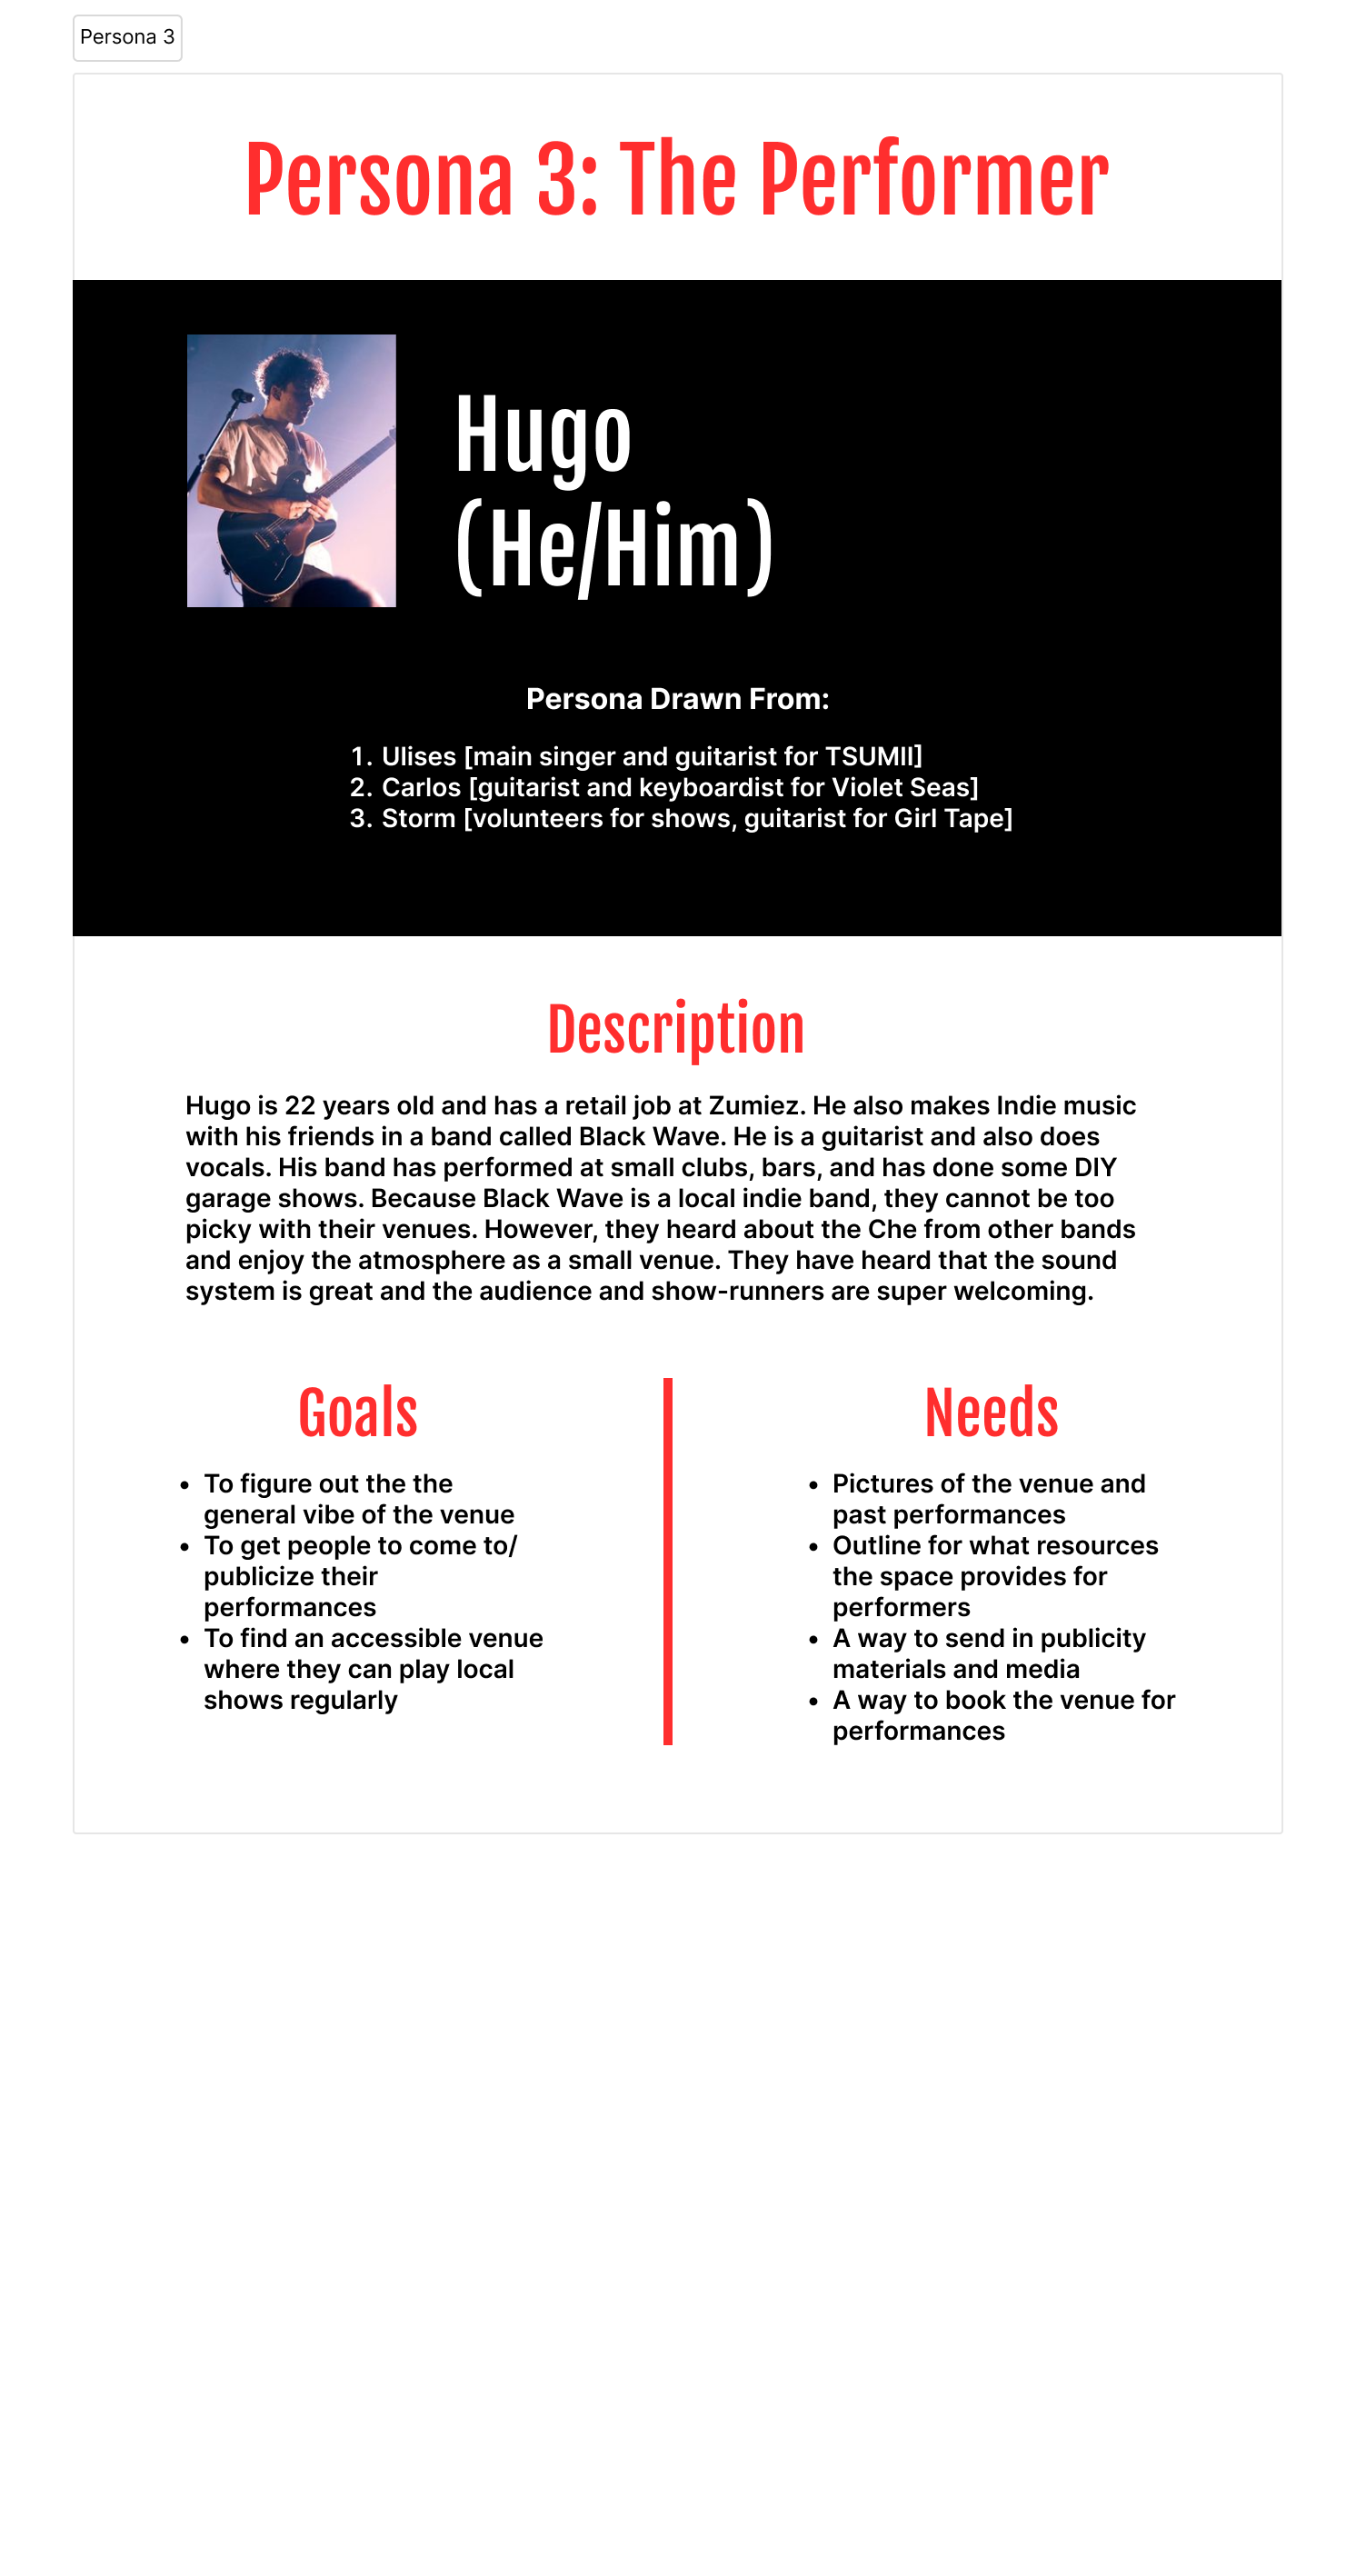 Persona 3
Persona 3: The Performer
Hugo
(He/Him)
Persona Drawn From:
1. Ulises [main singer and guitarist for TSUMII]
2. Carlos [guitarist and keyboardist for Violet Seas]
3. Storm [volunteers for shows, guitarist for Girl Tape]
Description
Hugo is 22 years old and has a retail job at Zumiez. He also makes Indie music
with his friends in a band called Black Wave. He is a guitarist and also does
vocals. His band has performed at small clubs, bars, and has done some DIY
garage shows. Because Black Wave is a local indie band, they cannot be too
picky with their venues. However, they heard about the Che from other bands
and enjoy the atmosphere as a small venue. They have heard that the sound
system is great and the audience and show-runners are super welcoming.
Goals
• To figure out the the
general vibe of the venue
• To get people to come to/
publicize their
performances
• To find an accessible venue
where they can play local
shows regularly
Needs
• Pictures of the venue and
past performances
• Outline for what resources
the space provides for
performers
• A way to send in publicity
materials and media
• A way to book the venue for
performances